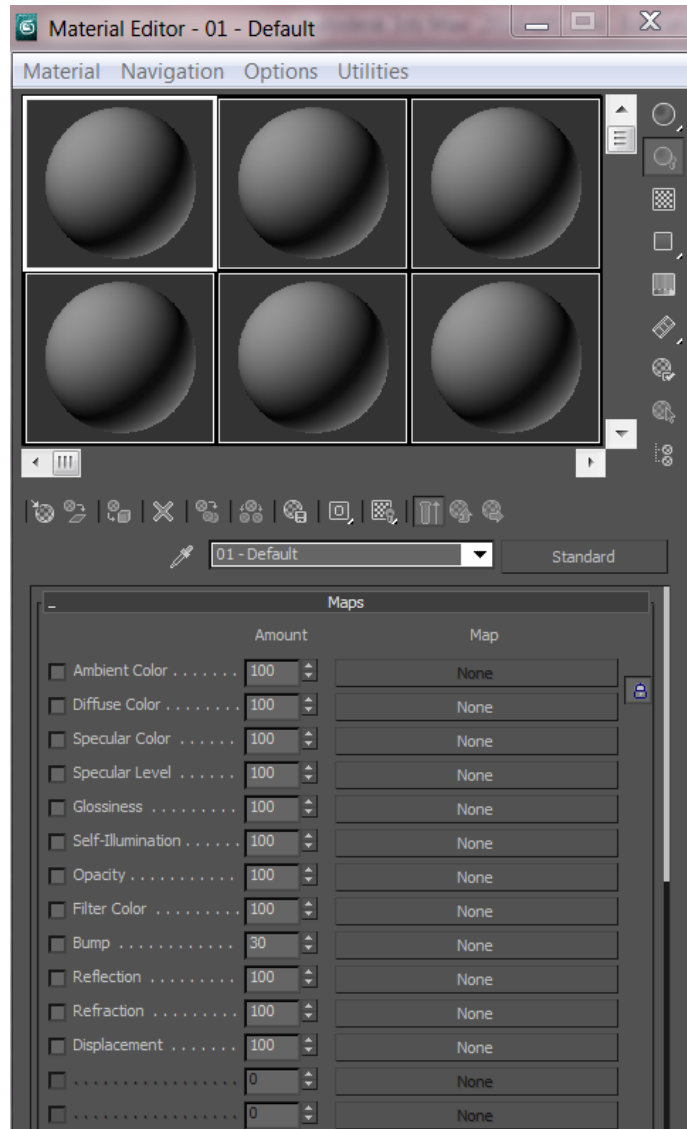 Material Editor - 01 - Default
Material Navigation Options Utilities
01 - Default Standard
Maps
Amount Map
Ambient Color . . . . . . . 100 None
Diffuse Color . . . . . . . . 100 None
Specular Color . . . . . . 100 None
Specular Level . . . . . . 100 None
Glossiness . . . . . . . . . 100 None
Self-Illumination . . . . . . 100 None
Opacity . . . . . . . . . . . 100 None
Filter Color . . . . . . . . . 100 None
Bump . . . . . . . . . . . . 30 None
Reflection . . . . . . . . . 100 None
Refraction . . . . . . . . . 100 None
Displacement . . . . . . . 100 None
. . . . . . . . . . . . . . . . . 0 None
. . . . . . . . . . . . . . . . . 0 None